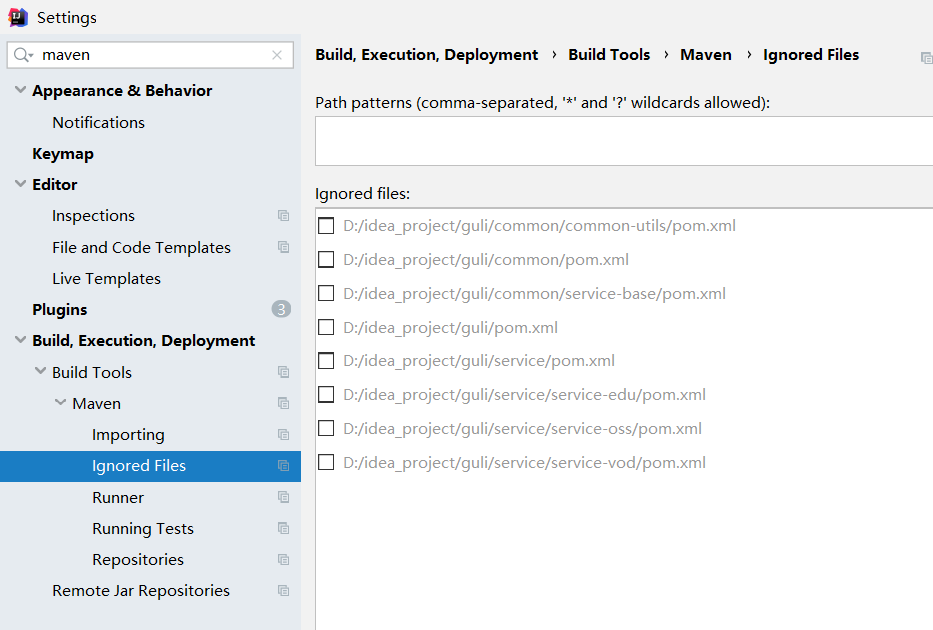 Settings
maven
Appearance & Behavior
Notifications
Keymap
Editor
Inspections
File and Code Templates
Live Templates
Plugins 3
Build, Execution, Deployment
Build Tools
Maven
Importing
Ignored Files
Runner
Running Tests
Repositories
Remote Jar Repositories
Build, Execution, Deployment › Build Tools › Maven › Ignored Files
Path patterns (comma-separated, '*' and '?' wildcards allowed):
Ignored files:
D:/idea_project/guli/common/common-utils/pom.xml
D:/idea_project/guli/common/pom.xml
D:/idea_project/guli/common/service-base/pom.xml
D:/idea_project/guli/pom.xml
D:/idea_project/guli/service/pom.xml
D:/idea_project/guli/service/service-edu/pom.xml
D:/idea_project/guli/service/service-oss/pom.xml
D:/idea_project/guli/service/service-vod/pom.xml